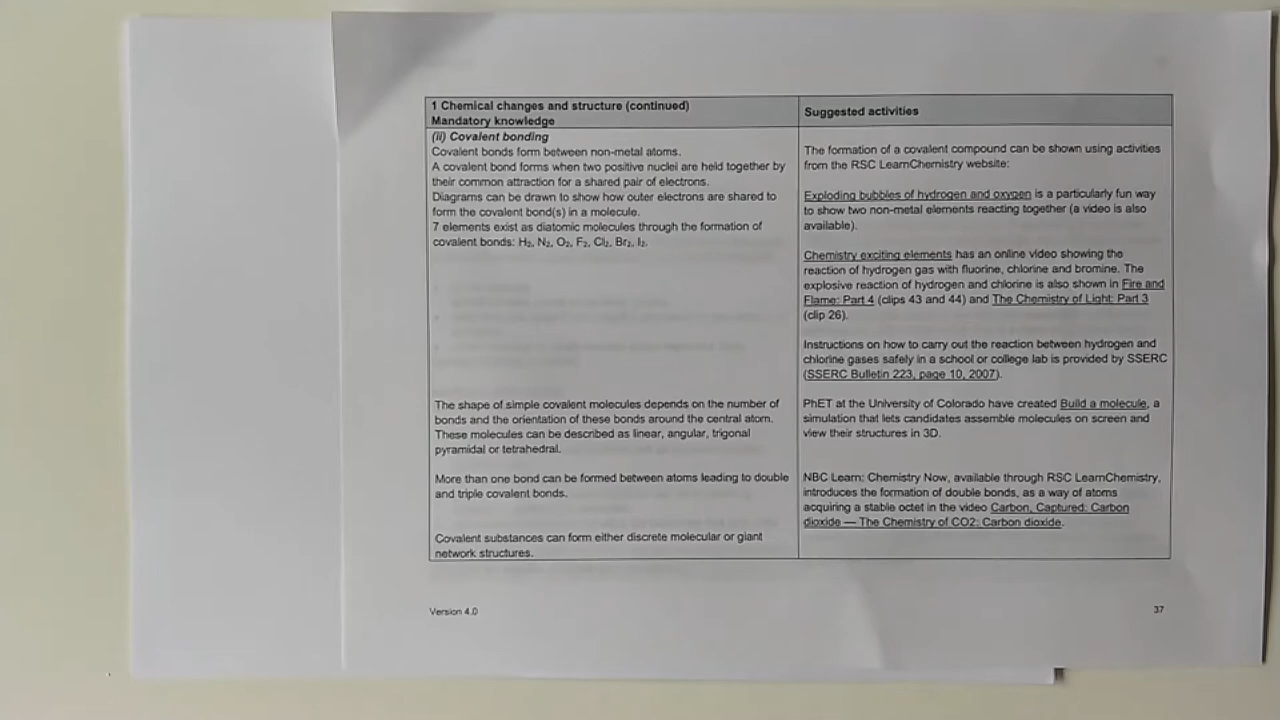 1 Chemical changes and structure (continued)
Mandatory knowledge
Suggested activities
(ii) Covalent bonding
Covalent bonds form between non-metal atoms.
A covalent bond forms when two positive nuclei are held together by
their common attraction for a shared pair of electrons.
Diagrams can be drawn to show how outer electrons are shared to
form the covalent bond(s) in a molecule.
7 elements exist as diatomic molecules through the formation of
covalent bonds: H₂, N₂, O₂, F₂, Cl₂, Br₂, I₂.
The shape of simple covalent molecules depends on the number of
bonds and the orientation of these bonds around the central atom.
These molecules can be described as linear, angular, trigonal
pyramidal or tetrahedral.
More than one bond can be formed between atoms leading to double
and triple covalent bonds.
Covalent substances can form either discrete molecular or giant
network structures.
The formation of a covalent compound can be shown using activities
from the RSC LearnChemistry website:
Exploding bubbles of hydrogen and oxygen is a particularly fun way
to show two non-metal elements reacting together (a video is also
available).
Chemistry exciting elements has an online video showing the
reaction of hydrogen gas with fluorine, chlorine and bromine. The
explosive reaction of hydrogen and chlorine is also shown in Fire and
Flame: Part 4 (clips 43 and 44) and The Chemistry of Light: Part 3
(clip 26).
Instructions on how to carry out the reaction between hydrogen and
chlorine gases safely in a school or college lab is provided by SSERC
(SSERC Bulletin 223, page 10, 2007).
PhET at the University of Colorado have created Build a molecule, a
simulation that lets candidates assemble molecules on screen and
view their structures in 3D.
NBC Learn: Chemistry Now, available through RSC LearnChemistry,
introduces the formation of double bonds, as a way of atoms
acquiring a stable octet in the video Carbon, Captured: Carbon
dioxide — The Chemistry of CO2: Carbon dioxide.
Version 4.0
37